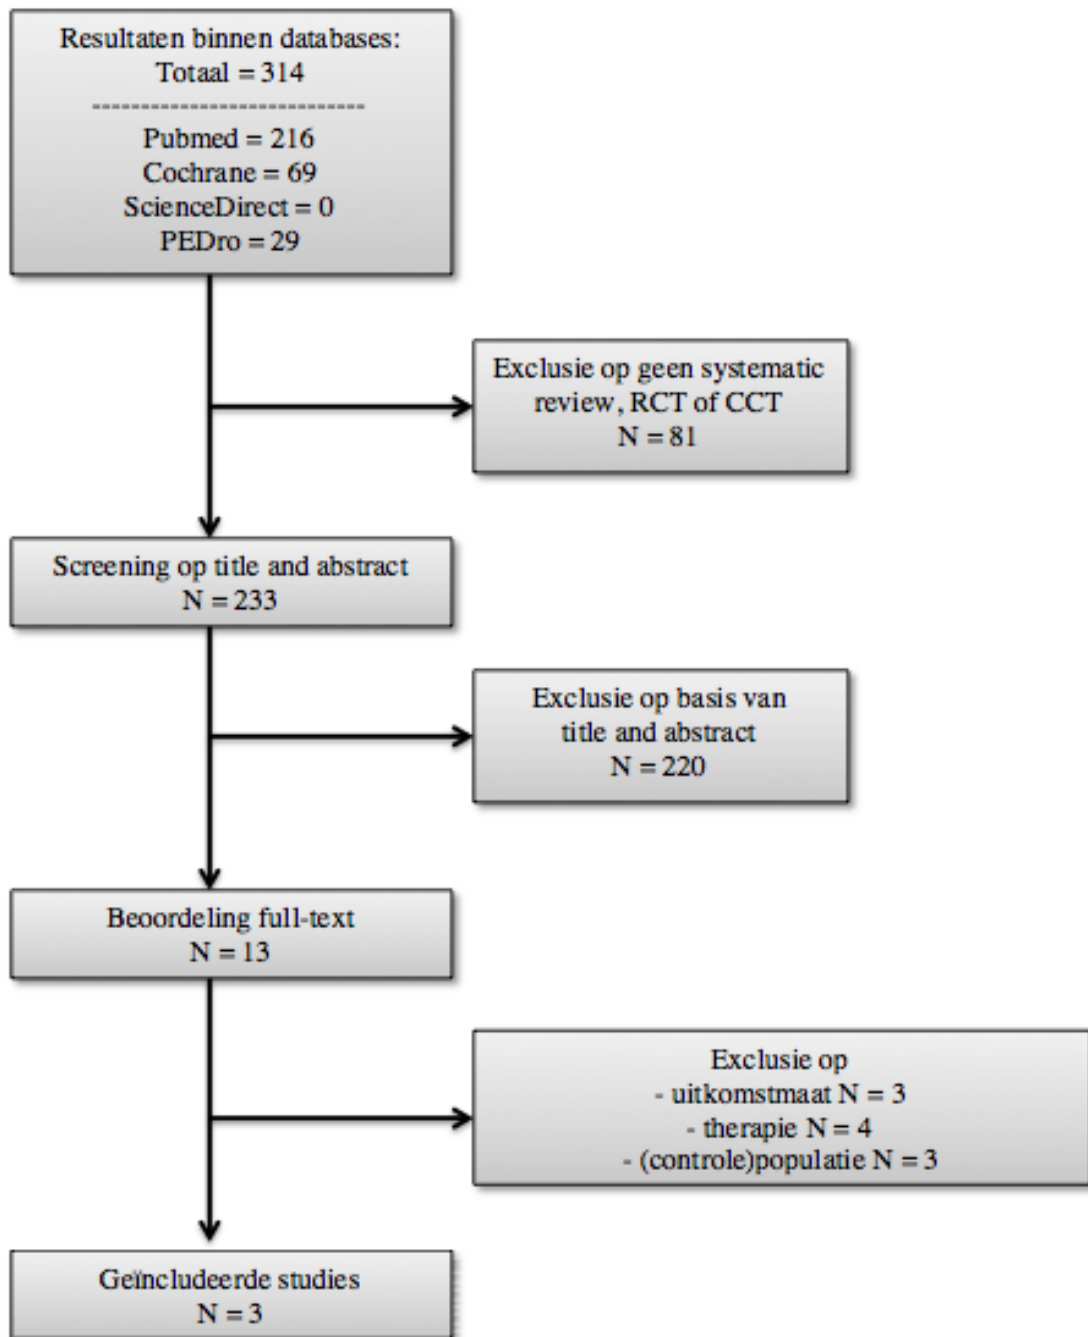 Resultaten binnen databases:
Totaal = 314
----------------------------
Pubmed = 216
Cochrane = 69
ScienceDirect = 0
PEDro = 29
Exclusie op geen systematic
review, RCT of CCT
N = 81
Screening op title and abstract
N = 233
Exclusie op basis van
title and abstract
N = 220
Beoordeling full-text
N = 13
Exclusie op
- uitkomstmaat N = 3
- therapie N = 4
- (controle)populatie N = 3
Geïncludeerde studies
N = 3